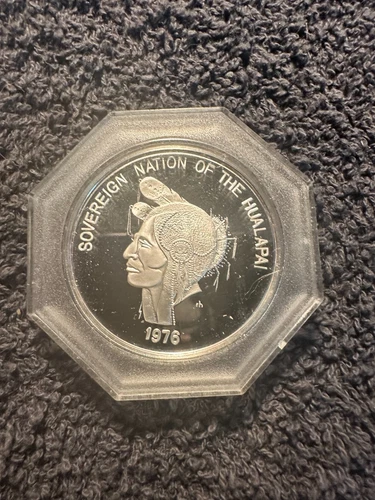 SOVEREIGN NATION OF THE HUALAPAI
1976